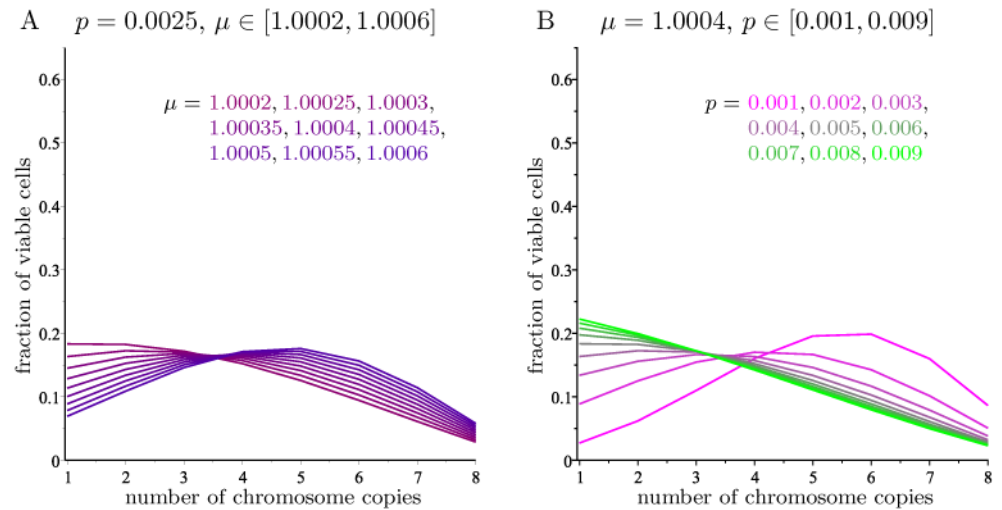 A p = 0.0025, μ ∈ [1.0002, 1.0006]
fraction of viable cells
0.6
0.5
0.4
0.3
0.2
0.1
0
μ = 1.0002, 1.00025, 1.0003,
1.00035, 1.0004, 1.00045,
1.0005, 1.00055, 1.0006
1 2 3 4 5 6 7 8
number of chromosome copies
B μ = 1.0004, p ∈ [0.001, 0.009]
fraction of viable cells
0.6
0.5
0.4
0.3
0.2
0.1
0
p = 0.001, 0.002, 0.003,
0.004, 0.005, 0.006,
0.007, 0.008, 0.009
1 2 3 4 5 6 7 8
number of chromosome copies